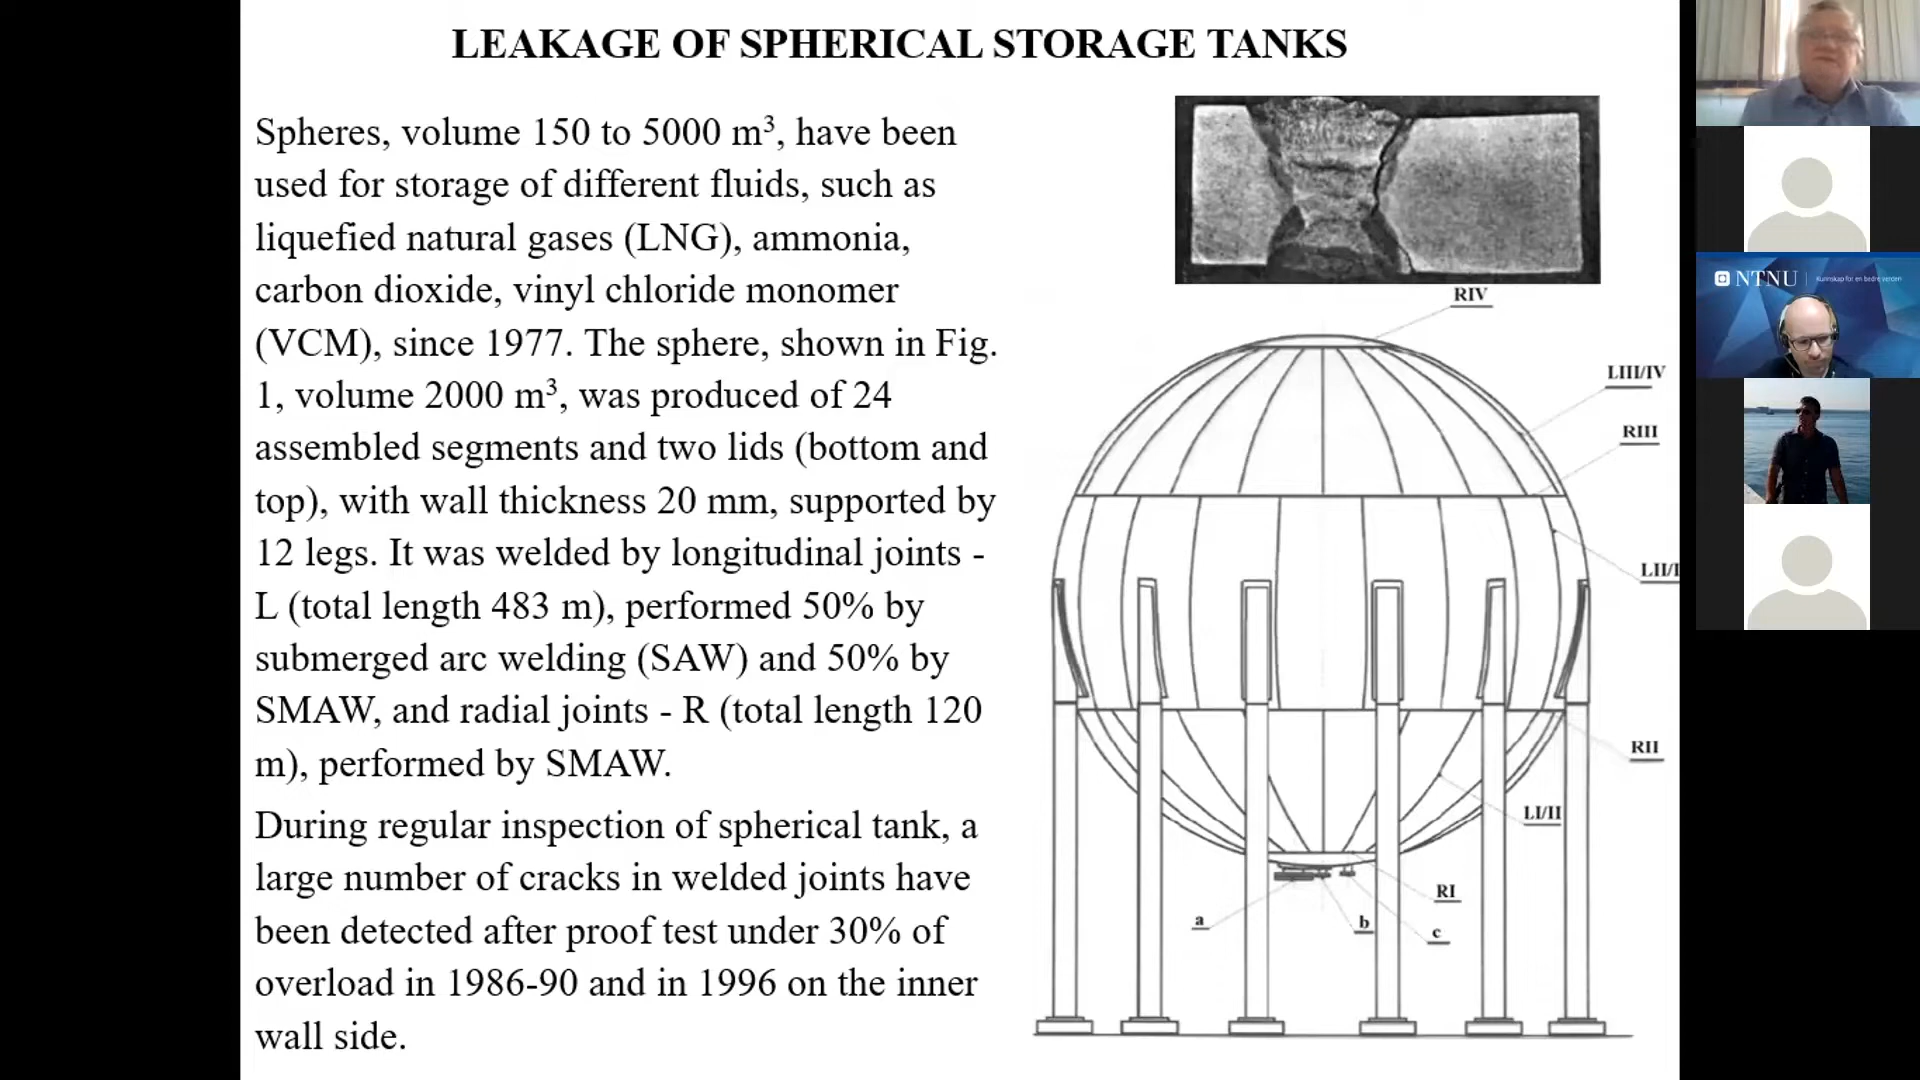 LEAKAGE OF SPHERICAL STORAGE TANKS
Spheres, volume 150 to 5000 m³, have been
used for storage of different fluids, such as
liquefied natural gases (LNG), ammonia,
carbon dioxide, vinyl chloride monomer
(VCM), since 1977. The sphere, shown in Fig.
1, volume 2000 m³, was produced of 24
assembled segments and two lids (bottom and
top), with wall thickness 20 mm, supported by
12 legs. It was welded by longitudinal joints -
L (total length 483 m), performed 50% by
submerged arc welding (SAW) and 50% by
SMAW, and radial joints - R (total length 120
m), performed by SMAW.
During regular inspection of spherical tank, a
large number of cracks in welded joints have
been detected after proof test under 30% of
overload in 1986-90 and in 1996 on the inner
wall side.
RIV
LIII/IV
RIII
LII/I
RII
LI/II
RI
a
b
c
NTNU
Kunnskap for en bedre verden